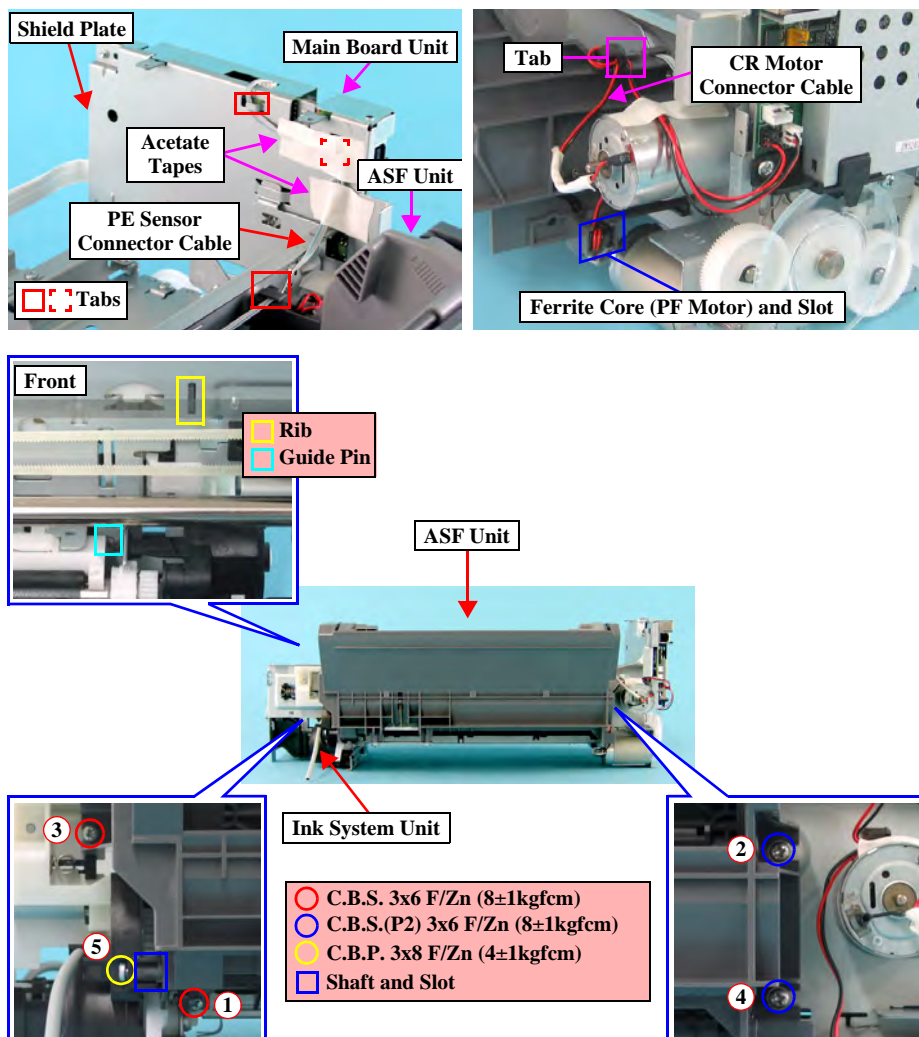 Shield Plate
Main Board Unit
Acetate
Tapes
ASF Unit
PE Sensor
Connector Cable
Tabs
Tab
CR Motor
Connector Cable
Ferrite Core (PF Motor) and Slot
Front
Rib
Guide Pin
ASF Unit
Ink System Unit
3
5
1
C.B.S. 3x6 F/Zn (8±1kgfcm)
C.B.S.(P2) 3x6 F/Zn (8±1kgfcm)
C.B.P. 3x8 F/Zn (4±1kgfcm)
Shaft and Slot
2
4